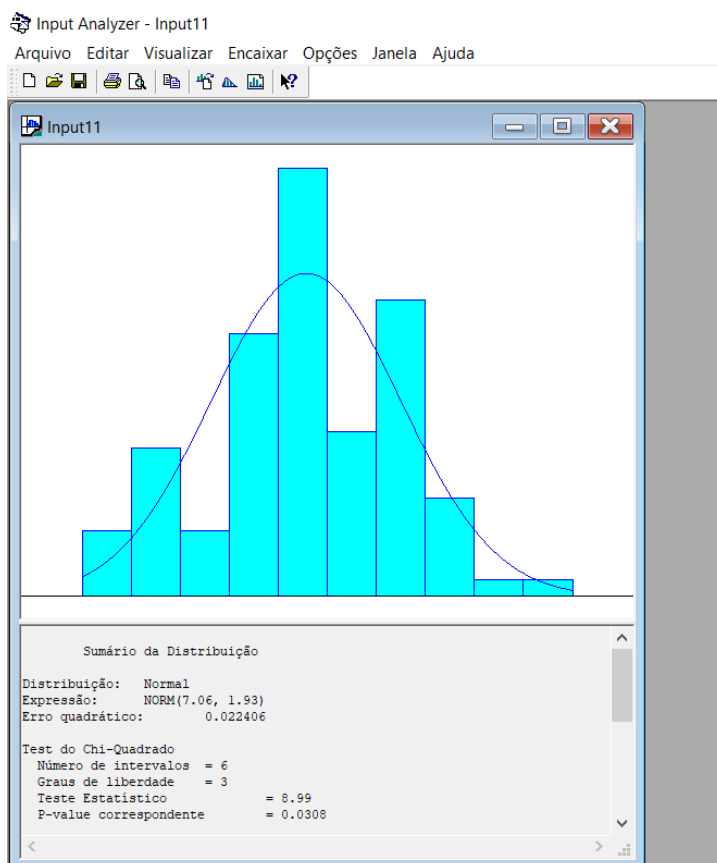 Input Analyzer - Input11
Arquivo Editar Visualizar Encaixar Opções Janela Ajuda
Input11
Sumário da Distribuição
Distribuição: Normal
Expressão: NORM(7.06, 1.93)
Erro quadrático: 0.022406
Test do Chi-Quadrado
Número de intervalos = 6
Graus de liberdade = 3
Teste Estatístico = 8.99
P-value correspondente = 0.0308